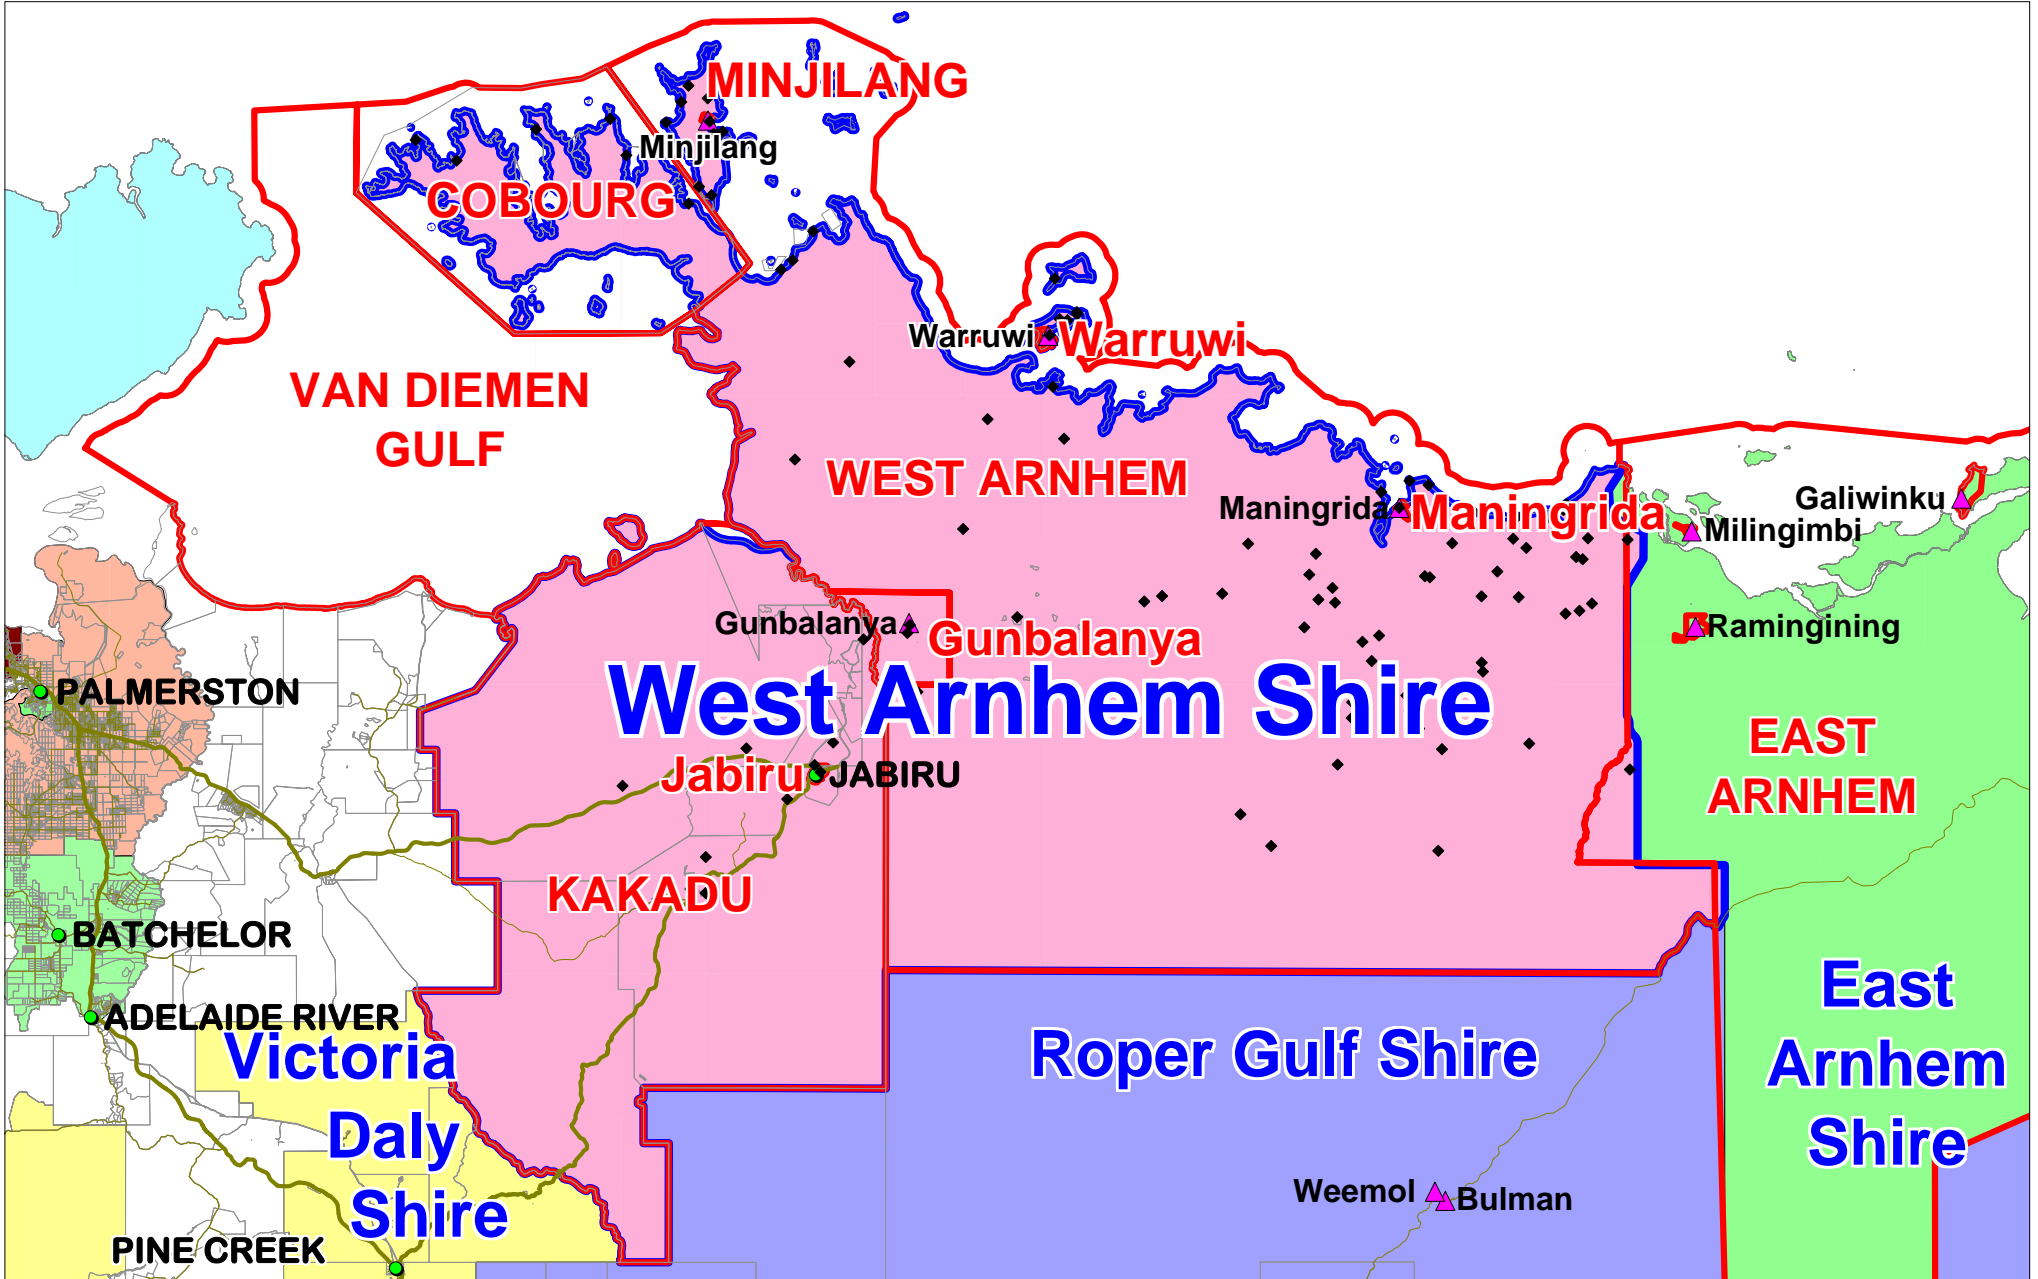 MINJILANG
Minjilang
COBOURG
Warruwi
Warruwi
VAN DIEMEN
GULF
WEST ARNHEM
Maningrida
Maningrida
Galiwinku
Milingimbi
Gunbalanya
Gunbalanya
Ramingining
West Arnhem Shire
PALMERSTON
EAST
ARNHEM
Jabiru
JABIRU
KAKADU
BATCHELOR
ADELAIDE RIVER
Victoria
Daly
Shire
Roper Gulf Shire
East
Arnhem
Shire
Weemol
Bulman
PINE CREEK